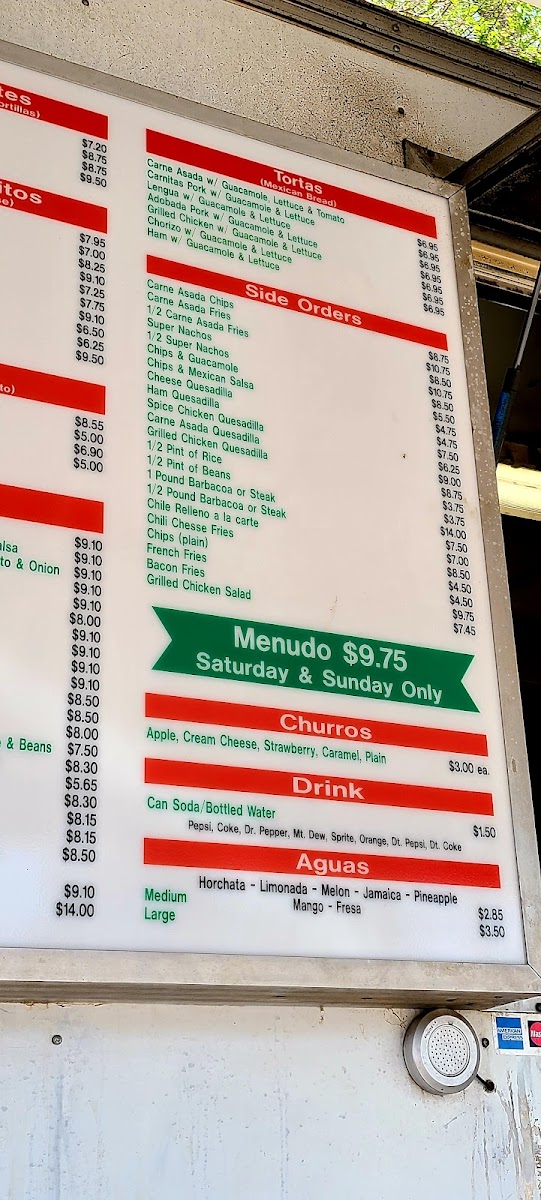 tes
ortillas)
$7.20
$8.75
$8.75
$9.50
itos
se)
$7.95
$7.00
$8.25
$9.10
$7.25
$7.75
$9.10
$6.50
$6.25
$9.50
to)
$8.55
$5.00
$6.90
$5.00
$9.10
alsa $9.10
to & Onion $9.10
$9.10
$9.10
$8.00
$9.10
$9.10
$9.10
$9.10
$8.50
$8.50
$8.00
& Beans $7.50
$8.30
$5.65
$8.30
$8.15
$8.15
$8.50
$9.10
$14.00
Tortas
(Mexican Bread)
Carne Asada w/ Guacamole, Lettuce & Tomato $6.95
Carnitas Pork w/ Guacamole & Lettuce $6.95
Lengua w/ Guacamole & Lettuce $6.95
Adobada Pork w/ Guacamole & Lettuce $6.95
Grilled Chicken w/ Guacamole & Lettuce $6.95
Chorizo w/ Guacamole & Lettuce $6.95
Ham w/ Guacamole & Lettuce $6.95
Side Orders
Carne Asada Chips $8.75
Carne Asada Fries $10.75
1/2 Carne Asada Fries $8.50
Super Nachos $10.75
1/2 Super Nachos $8.50
Chips & Guacamole $5.50
Chips & Mexican Salsa $4.75
Cheese Quesadilla $4.75
Ham Quesadilla $7.50
Spice Chicken Quesadilla $6.25
Carne Asada Quesadilla $9.00
Grilled Chicken Quesadilla $8.75
1/2 Pint of Rice $3.75
1/2 Pint of Beans $3.75
1 Pound Barbacoa or Steak $14.00
1/2 Pound Barbacoa or Steak $7.50
Chile Relleno a la carte $7.00
Chili Chesse Fries $8.50
Chips (plain) $4.50
French Fries $4.50
Bacon Fries $9.75
Grilled Chicken Salad $7.45
Menudo $9.75
Saturday & Sunday Only
Churros
Apple, Cream Cheese, Strawberry, Caramel, Plain $3.00 ea.
Drink
Can Soda/Bottled Water $1.50
Pepsi, Coke, Dr. Pepper, Mt. Dew, Sprite, Orange, Dt. Pepsi, Dt. Coke
Aguas
Horchata - Limonada - Melon - Jamaica - Pineapple
Mango - Fresa
Medium $2.85
Large $3.50
AMERICAN
EXPRESS